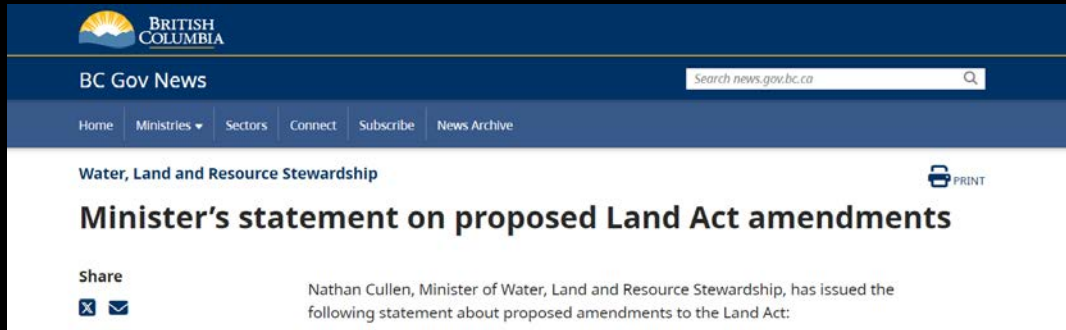 BRITISH
COLUMBIA
BC Gov News
Search news.gov.bc.ca
Home Ministries Sectors Connect Subscribe News Archive
Water, Land and Resource Stewardship
PRINT
Minister’s statement on proposed Land Act amendments
Share
Nathan Cullen, Minister of Water, Land and Resource Stewardship, has issued the
following statement about proposed amendments to the Land Act: